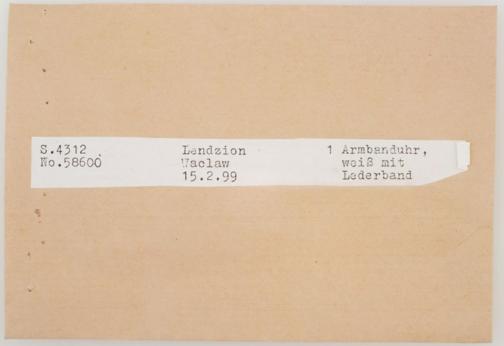 S.4312 Lendzion 1 Armbanduhr,
No.58600 Waclaw weiß mit
15.2.99 Lederband